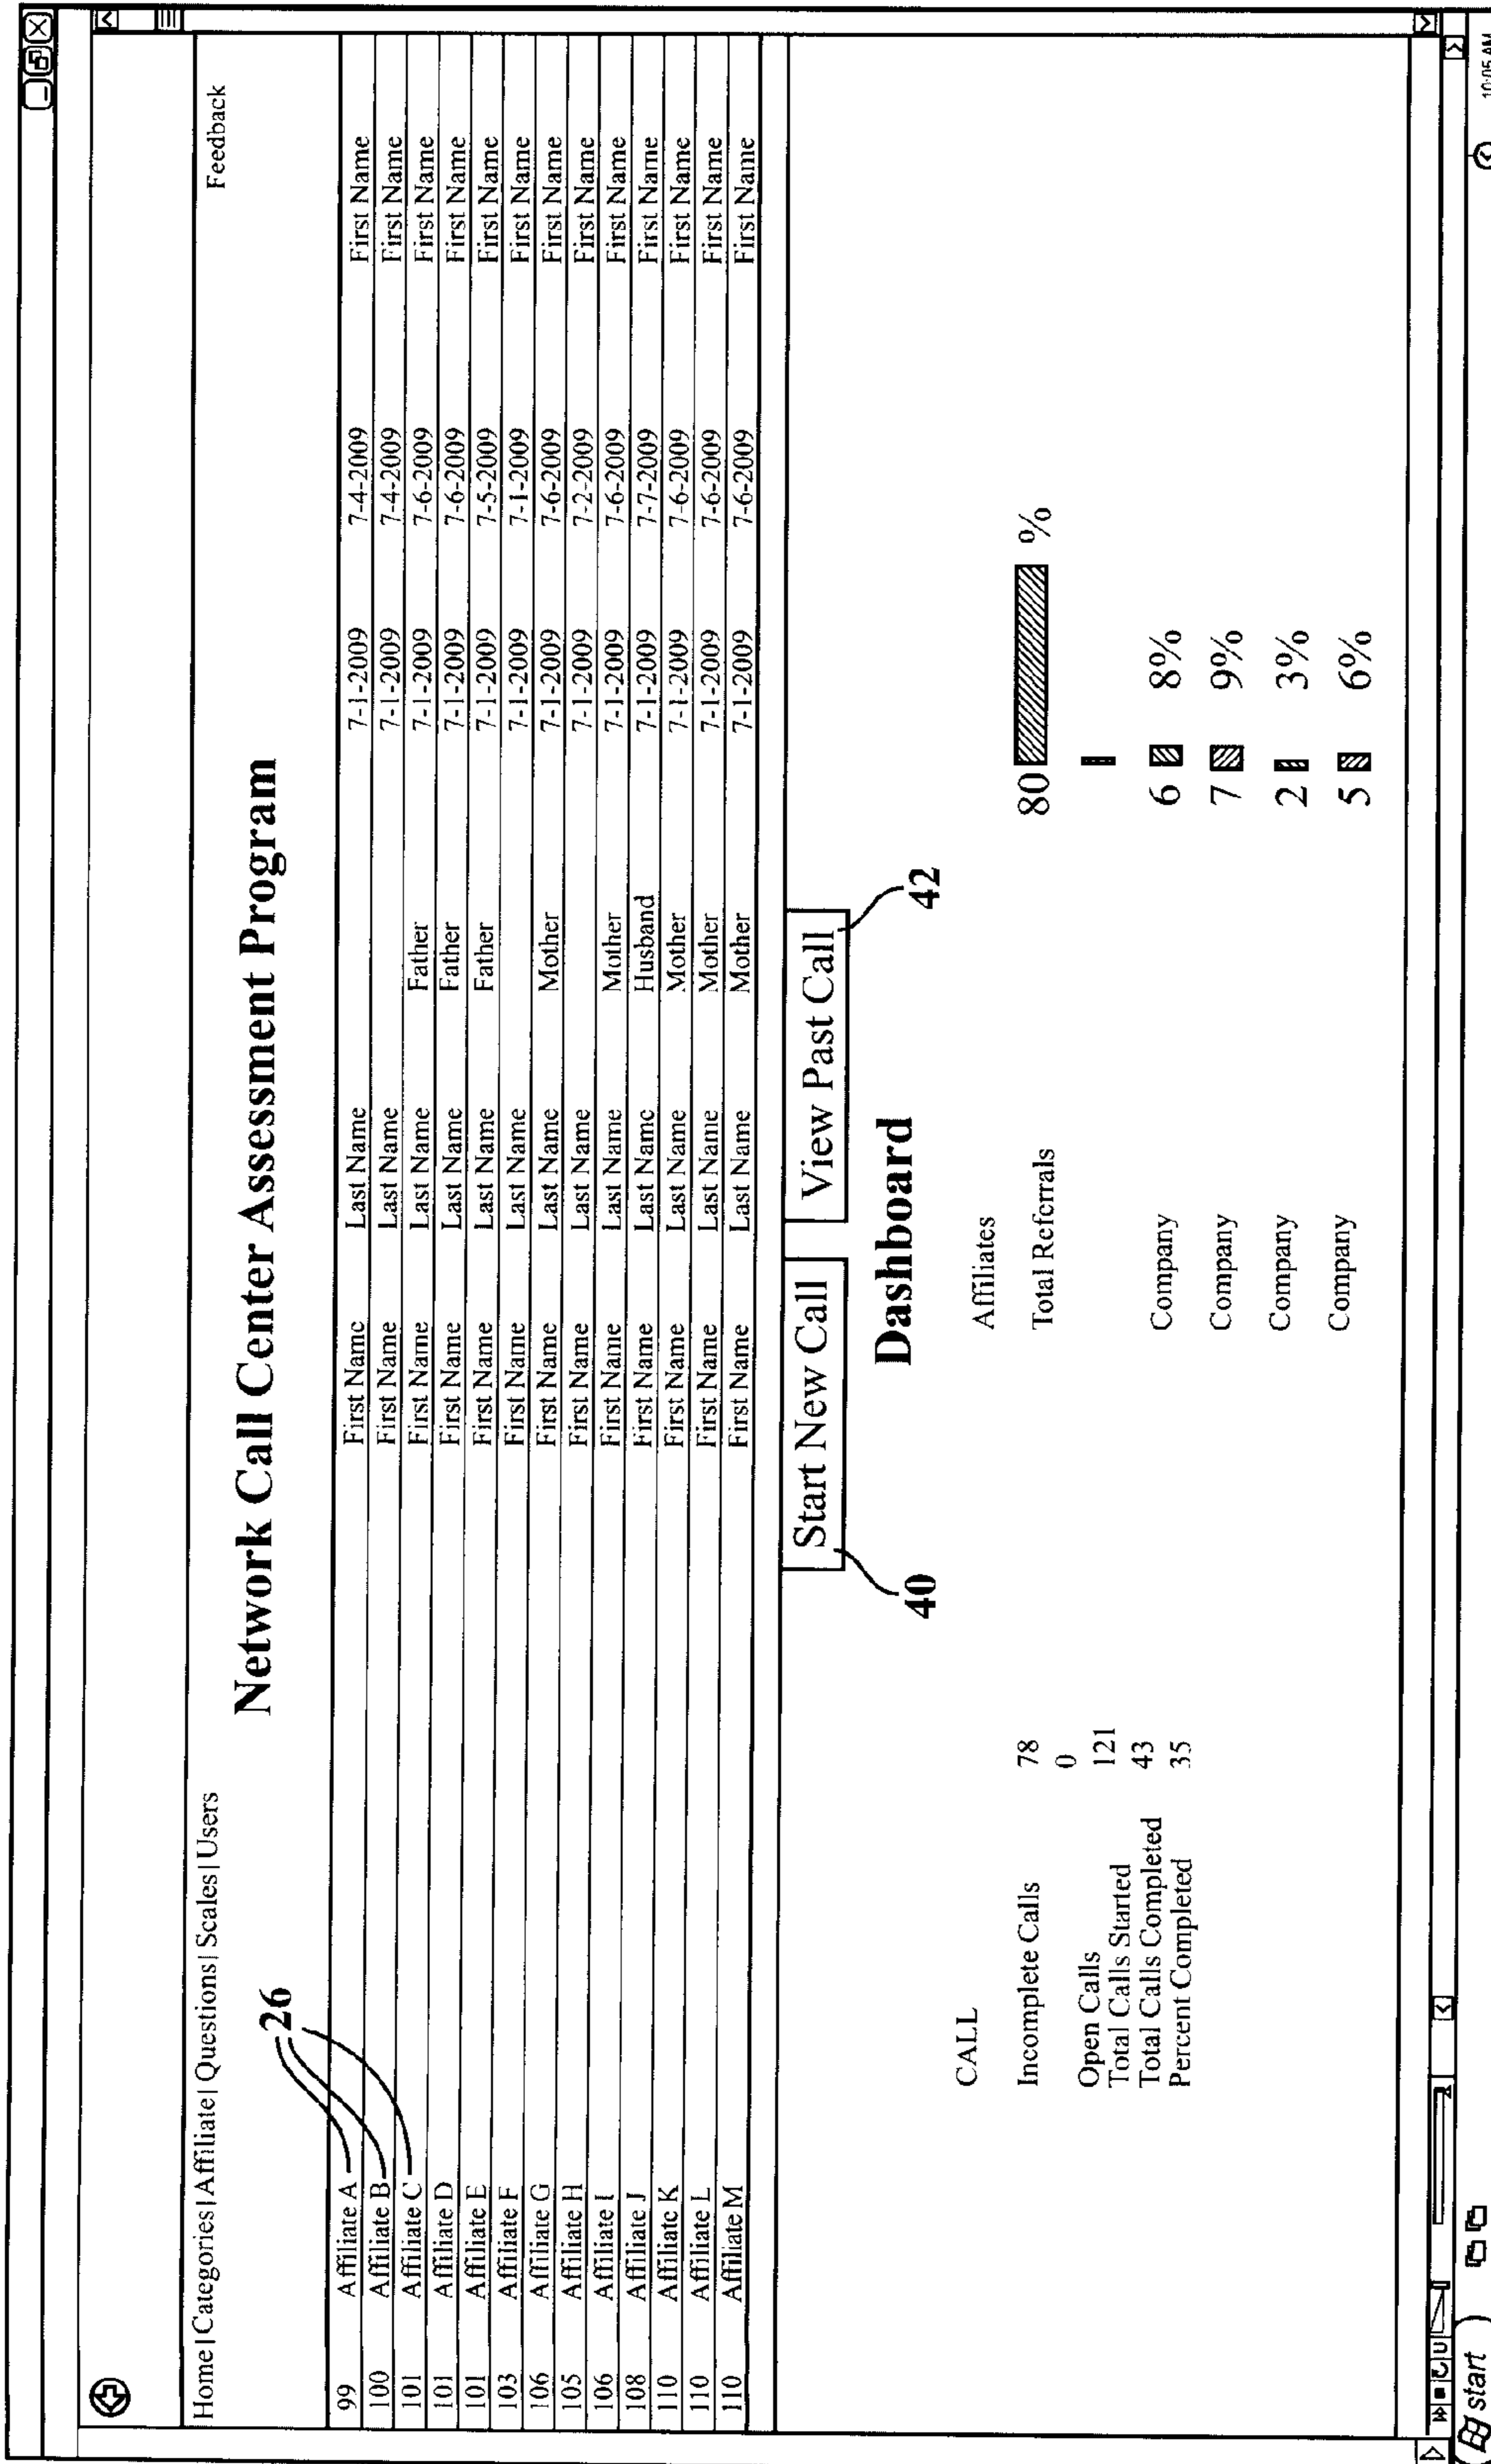 Home|Categories|Affiliate|Questions|Scales|Users Feedback
Network Call Center Assessment Program
26
99 Affiliate A First Name Last Name 7-1-2009 7-4-2009 First Name
100 Affiliate B First Name Last Name 7-1-2009 7-4-2009 First Name
101 Affiliate C First Name Last Name Father 7-1-2009 7-6-2009 First Name
101 Affiliate D First Name Last Name Father 7-1-2009 7-6-2009 First Name
101 Affiliate E First Name Last Name Father 7-1-2009 7-5-2009 First Name
103 Affiliate F First Name Last Name 7-1-2009 7-1-2009 First Name
106 Affiliate G First Name Last Name Mother 7-1-2009 7-6-2009 First Name
105 Affiliate H First Name Last Name 7-1-2009 7-2-2009 First Name
106 Affiliate I First Name Last Name Mother 7-1-2009 7-6-2009 First Name
108 Affiliate J First Name Last Name Husband 7-1-2009 7-7-2009 First Name
110 Affiliate K First Name Last Name Mother 7-1-2009 7-6-2009 First Name
110 Affiliate L First Name Last Name Mother 7-1-2009 7-6-2009 First Name
110 Affiliate M First Name Last Name Mother 7-1-2009 7-6-2009 First Name
Start New Call View Past Call
40 42
Dashboard
CALL Affiliates
Incomplete Calls 78 Total Referrals 80 %
Open Calls 0
Total Calls Started 121
Total Calls Completed 43
Percent Completed 35
Company 6 8%
Company 7 9%
Company 2 3%
Company 5 6%
start 10:05 AM